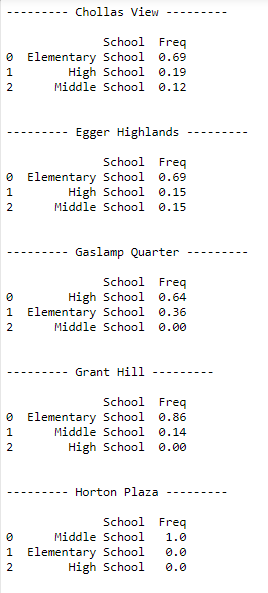 --------- Chollas View ---------
School Freq
0 Elementary School 0.69
1 High School 0.19
2 Middle School 0.12
--------- Egger Highlands ---------
School Freq
0 Elementary School 0.69
1 High School 0.15
2 Middle School 0.15
--------- Gaslamp Quarter ---------
School Freq
0 High School 0.64
1 Elementary School 0.36
2 Middle School 0.00
--------- Grant Hill ---------
School Freq
0 Elementary School 0.86
1 Middle School 0.14
2 High School 0.00
--------- Horton Plaza ---------
School Freq
0 Middle School 1.0
1 Elementary School 0.0
2 High School 0.0